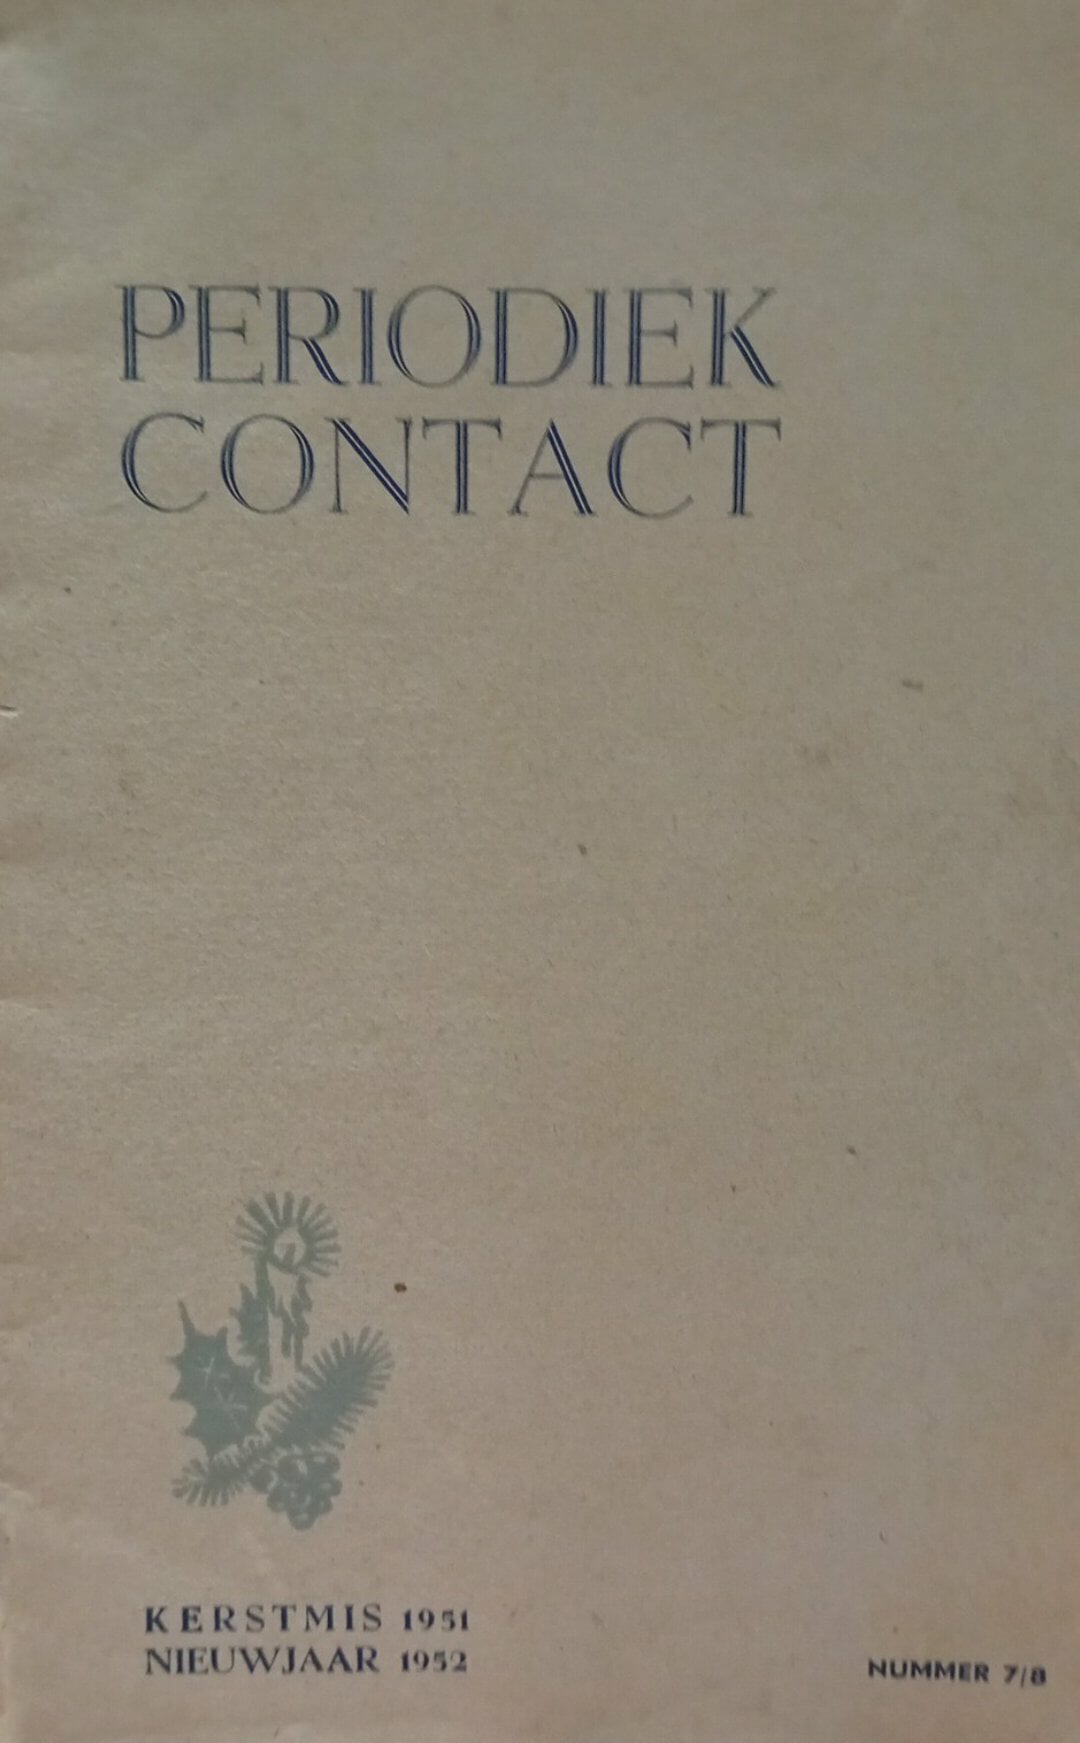 PERIODIEK
CONTACT
KERSTMIS 1951
NIEUWJAAR 1952
NUMMER 7/8